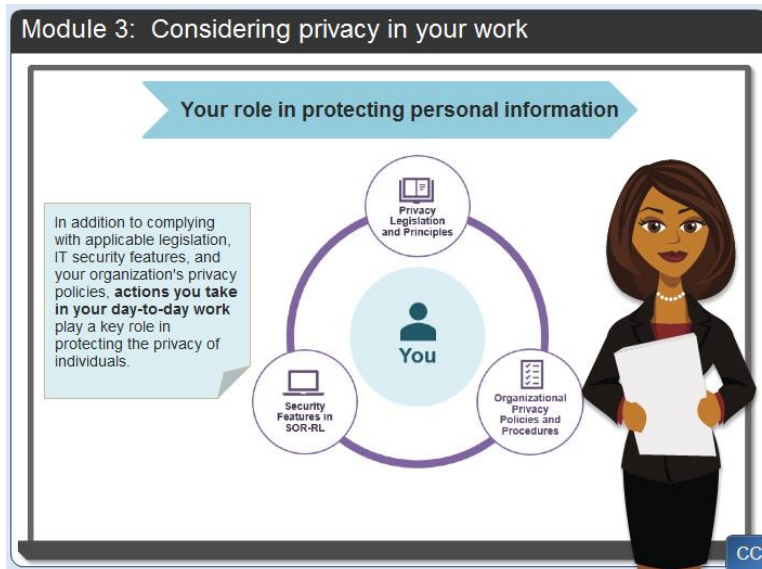 Module 3: Considering privacy in your work
Your role in protecting personal information
In addition to complying
with applicable legislation,
IT security features, and
your organization's privacy
policies, actions you take
in your day-to-day work
play a key role in
protecting the privacy of
individuals.
Privacy
Legislation
and Principles
You
Security
Features in
SOR-RL
Organizational
Privacy
Policies and
Procedures
CC